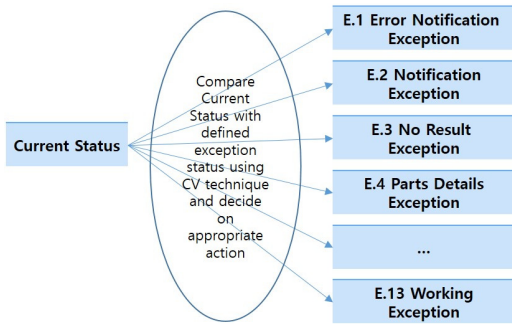 Current Status
Compare
Current
Status with
defined
exception
status using
CV technique
and decide
on
appropriate
action
E.1 Error Notification
Exception
E.2 Notification
Exception
E.3 No Result
Exception
E.4 Parts Details
Exception
...
E.13 Working
Exception